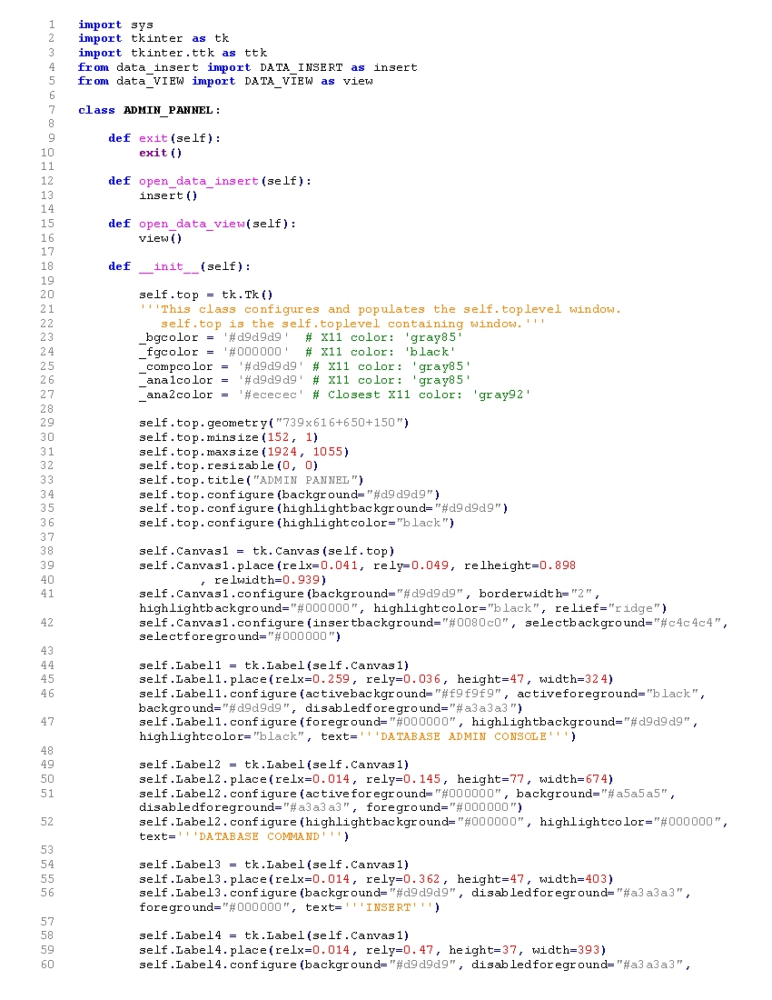 1 import sys
2 import tkinter as tk
3 import tkinter.ttk as ttk
4 from data_insert import DATA_INSERT as insert
5 from data_VIEW import DATA_VIEW as view
6
7 class ADMIN_PANNEL:
8
9     def exit(self):
10         exit()
11
12     def open_data_insert(self):
13         insert()
14
15     def open_data_view(self):
16         view()
17
18     def __init__(self):
19
20         self.top = tk.Tk()
21         '''This class configures and populates the self.toplevel window.
22            self.top is the self.toplevel containing window.'''
23         _bgcolor = '#d9d9d9'  # X11 color: 'gray85'
24         _fgcolor = '#000000'  # X11 color: 'black'
25         _compcolor = '#d9d9d9' # X11 color: 'gray85'
26         _ana1color = '#d9d9d9' # X11 color: 'gray85'
27         _ana2color = '#ececec' # Closest X11 color: 'gray92'
28
29         self.top.geometry("739x616+650+150")
30         self.top.minsize(152, 1)
31         self.top.maxsize(1924, 1055)
32         self.top.resizable(0, 0)
33         self.top.title("ADMIN PANNEL")
34         self.top.configure(background="#d9d9d9")
35         self.top.configure(highlightbackground="#d9d9d9")
36         self.top.configure(highlightcolor="black")
37
38         self.Canvas1 = tk.Canvas(self.top)
39         self.Canvas1.place(relx=0.041, rely=0.049, relheight=0.898
40                 , relwidth=0.939)
41         self.Canvas1.configure(background="#d9d9d9", borderwidth="2",
highlightbackground="#000000", highlightcolor="black", relief="ridge")
42         self.Canvas1.configure(insertbackground="#0080c0", selectbackground="#c4c4c4",
selectforeground="#000000")
43
44         self.Label1 = tk.Label(self.Canvas1)
45         self.Label1.place(relx=0.259, rely=0.036, height=47, width=324)
46         self.Label1.configure(activebackground="#f9f9f9", activeforeground="black",
background="#d9d9d9", disabledforeground="#a3a3a3")
47         self.Label1.configure(foreground="#000000", highlightbackground="#d9d9d9",
highlightcolor="black", text='''DATABASE ADMIN CONSOLE''')
48
49         self.Label2 = tk.Label(self.Canvas1)
50         self.Label2.place(relx=0.014, rely=0.145, height=77, width=674)
51         self.Label2.configure(activeforeground="#000000", background="#a5a5a5",
disabledforeground="#a3a3a3", foreground="#000000")
52         self.Label2.configure(highlightbackground="#000000", highlightcolor="#000000",
text='''DATABASE COMMAND''')
53
54         self.Label3 = tk.Label(self.Canvas1)
55         self.Label3.place(relx=0.014, rely=0.362, height=47, width=403)
56         self.Label3.configure(background="#d9d9d9", disabledforeground="#a3a3a3",
foreground="#000000", text='''INSERT''')
57
58         self.Label4 = tk.Label(self.Canvas1)
59         self.Label4.place(relx=0.014, rely=0.47, height=37, width=393)
60         self.Label4.configure(background="#d9d9d9", disabledforeground="#a3a3a3",